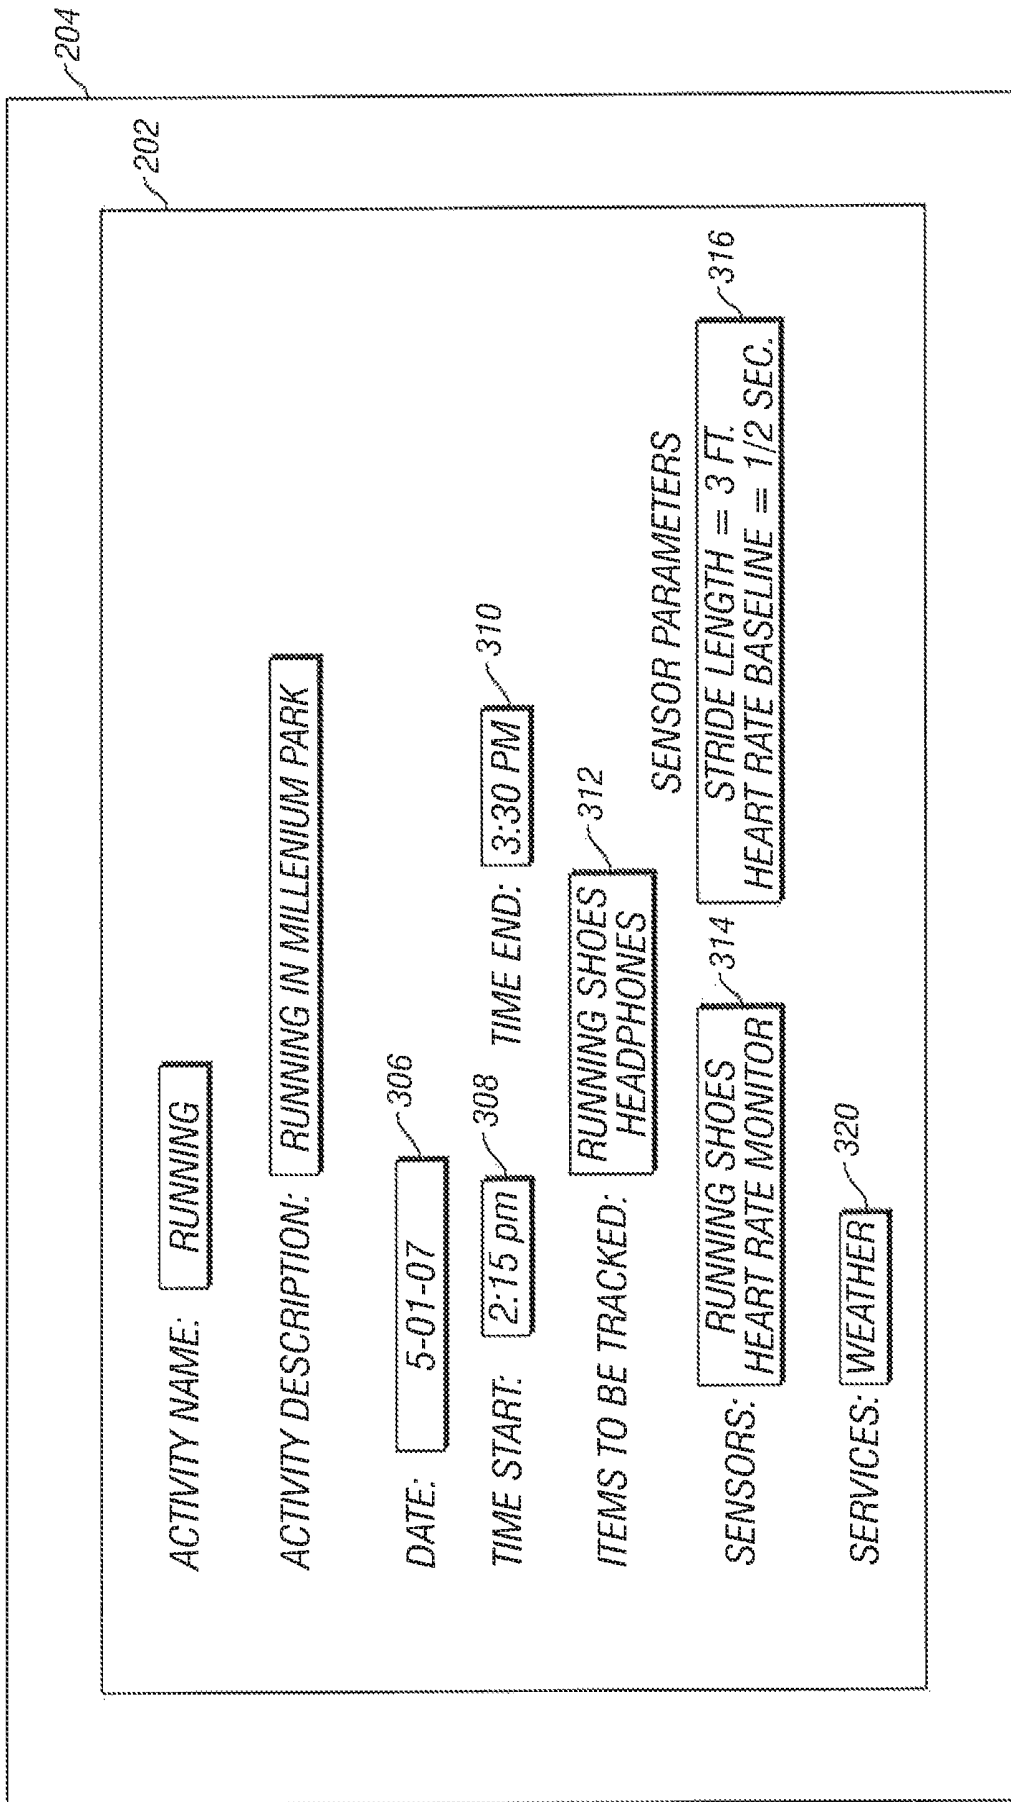 204
202
ACTIVITY NAME: RUNNING
ACTIVITY DESCRIPTION: RUNNING IN MILLENIUM PARK
DATE: 5-01-07 306
TIME START: 2:15 pm 308 TIME END: 3:30 PM 310
ITEMS TO BE TRACKED: RUNNING SHOES 312
HEADPHONES
SENSOR PARAMETERS
SENSORS: RUNNING SHOES 314 STRIDE LENGTH = 3 FT. 316
HEART RATE MONITOR HEART RATE BASELINE = 1/2 SEC.
SERVICES: WEATHER 320